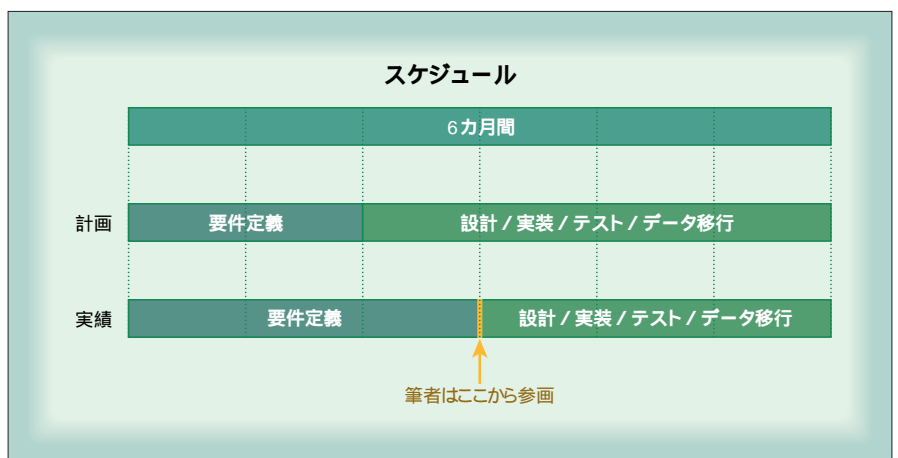 スケジュール
6カ月間
計画
要件定義
設計/実装/テスト/データ移行
実績
要件定義
設計/実装/テスト/データ移行
筆者はここから参画